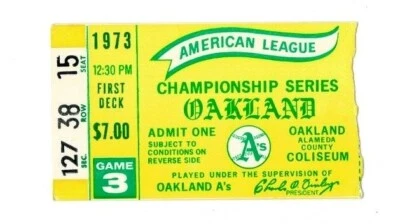 127 SEC.
38 ROW
15 SEAT
1973
12:30 PM
FIRST
DECK
$7.00
GAME
3
AMERICAN LEAGUE
CHAMPIONSHIP SERIES
OAKLAND
ADMIT ONE
SUBJECT TO
CONDITIONS ON
REVERSE SIDE
A's
OAKLAND
ALAMEDA
COUNTY
COLISEUM
PLAYED UNDER THE SUPERVISION OF
OAKLAND A's
Charles O. Finley
PRESIDENT